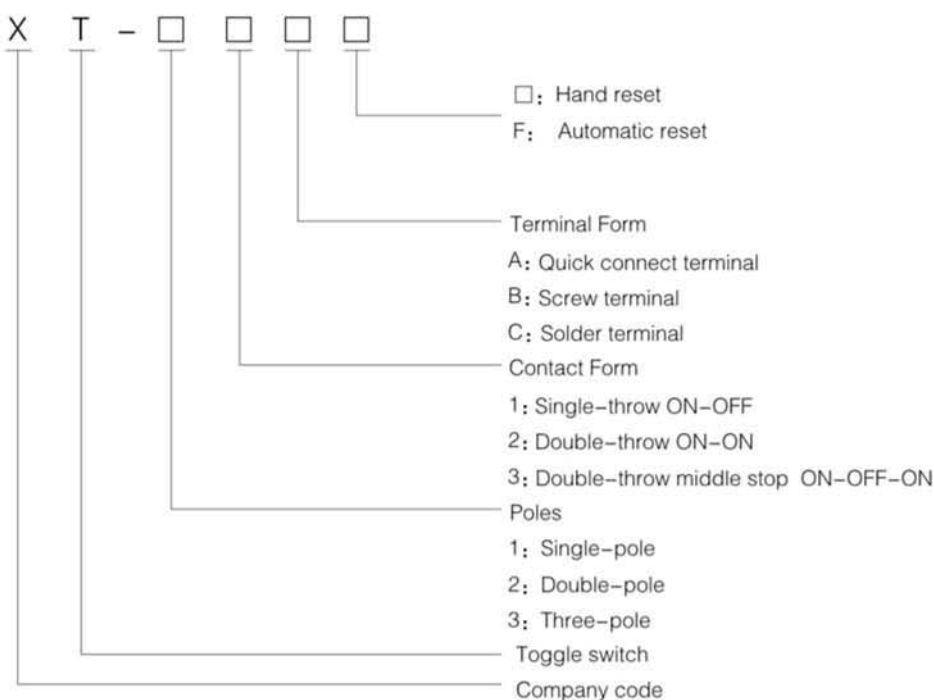 X T - □ □ □ □
□: Hand reset
F: Automatic reset
Terminal Form
A: Quick connect terminal
B: Screw terminal
C: Solder terminal
Contact Form
1: Single-throw ON-OFF
2: Double-throw ON-ON
3: Double-throw middle stop ON-OFF-ON
Poles
1: Single-pole
2: Double-pole
3: Three-pole
Toggle switch
Company code